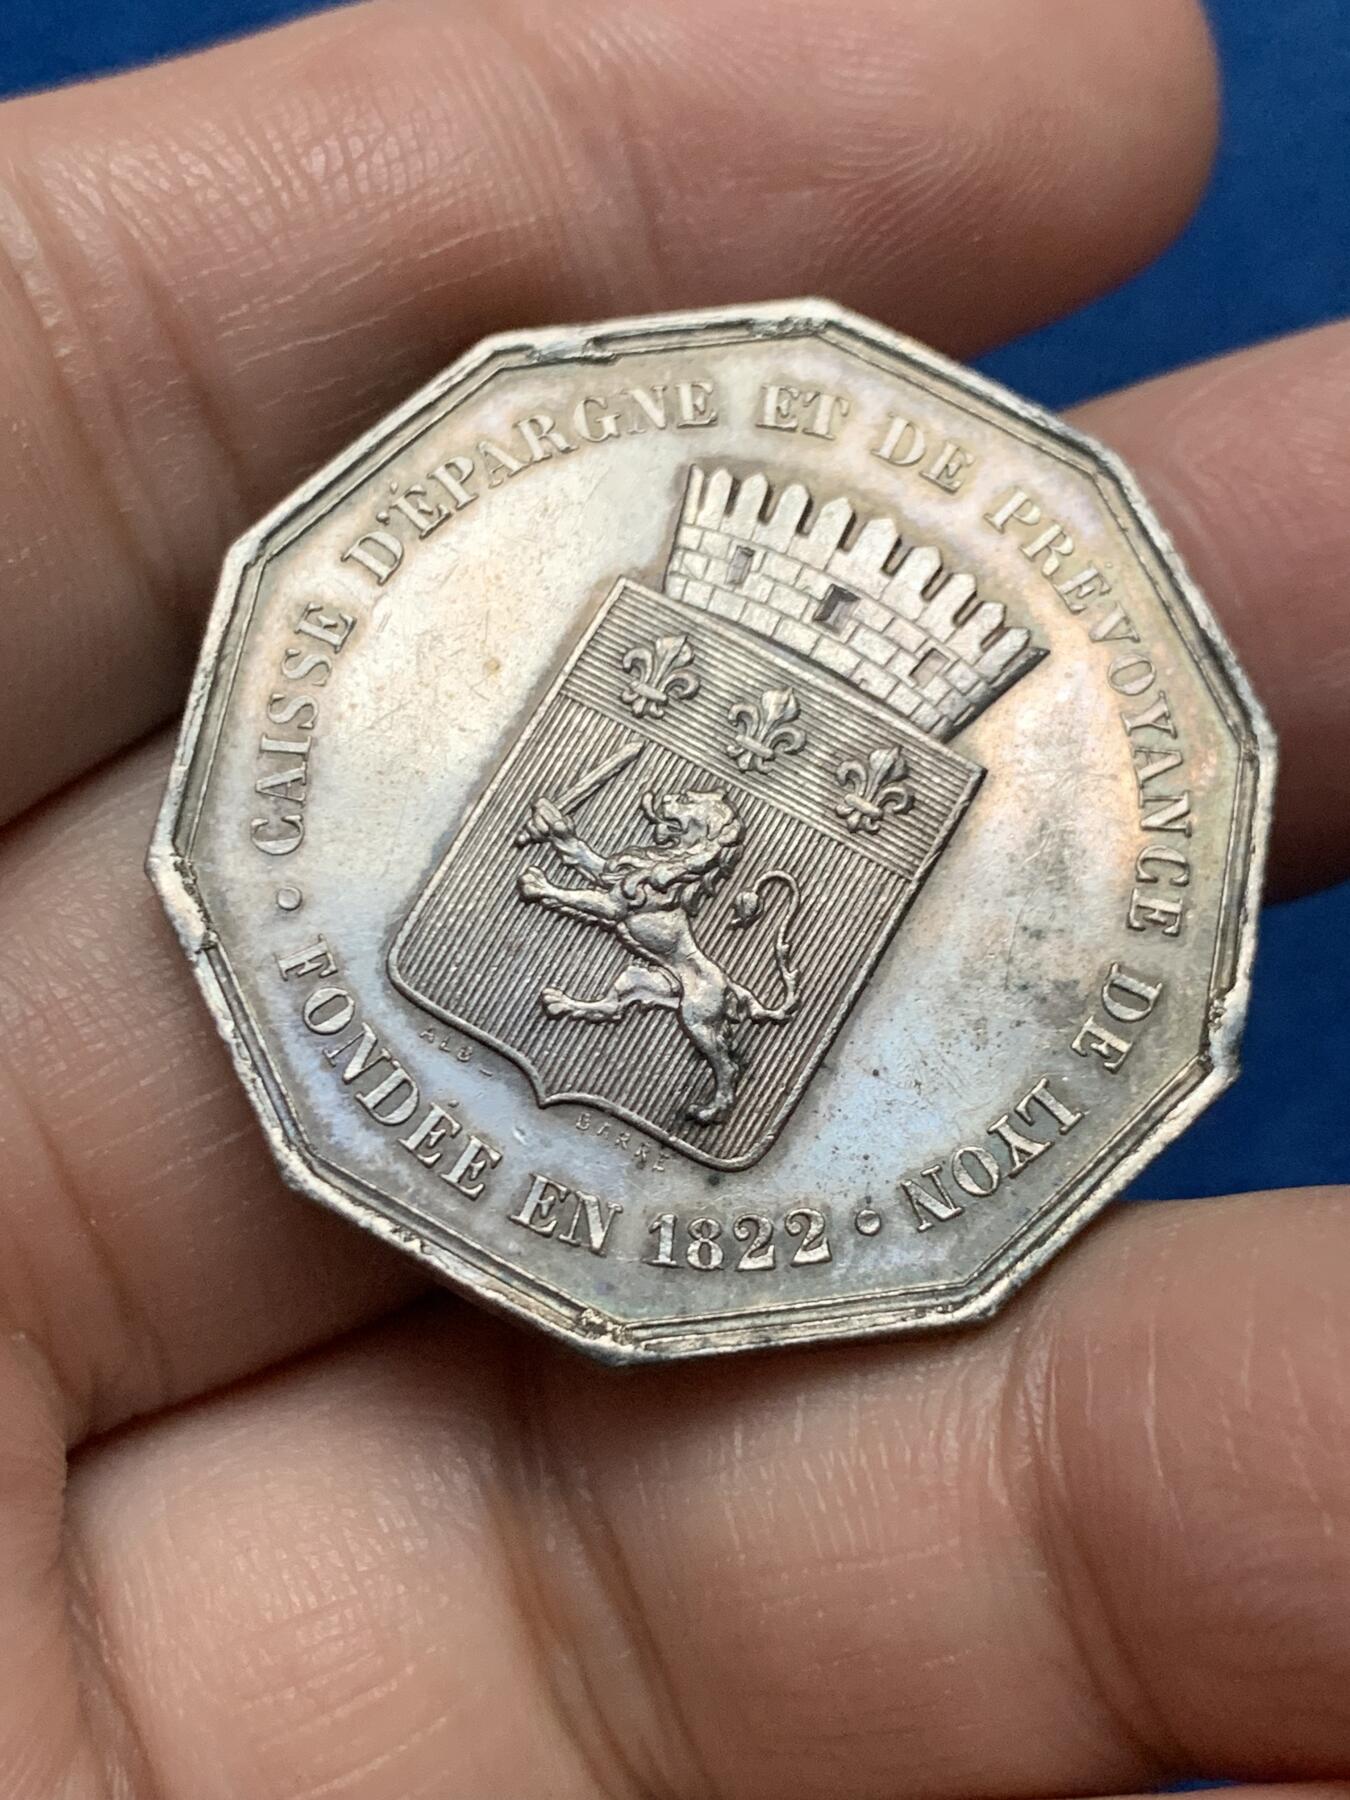 CAISSE D'ÉPARGNE ET DE PRÉVOYANCE DE LYON
FONDÉE EN 1822
ALB. BARRE